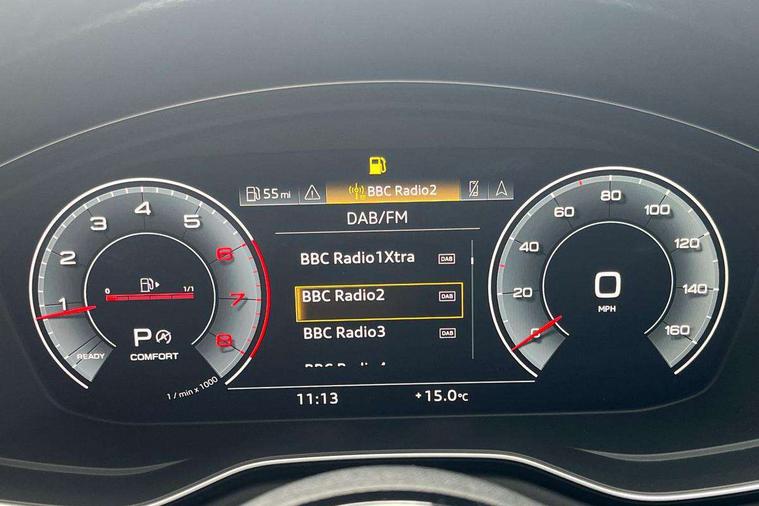 55 mi
BBC Radio2
DAB/FM
BBC Radio1Xtra DAB
BBC Radio2 DAB
BBC Radio3 DAB
1 2 3 4 5 6 7 8
READY
1 / min x 1000
0 1/1
P
COMFORT
0 20 40 60 80 100 120 140 160
0
MPH
11:13
+15.0°C